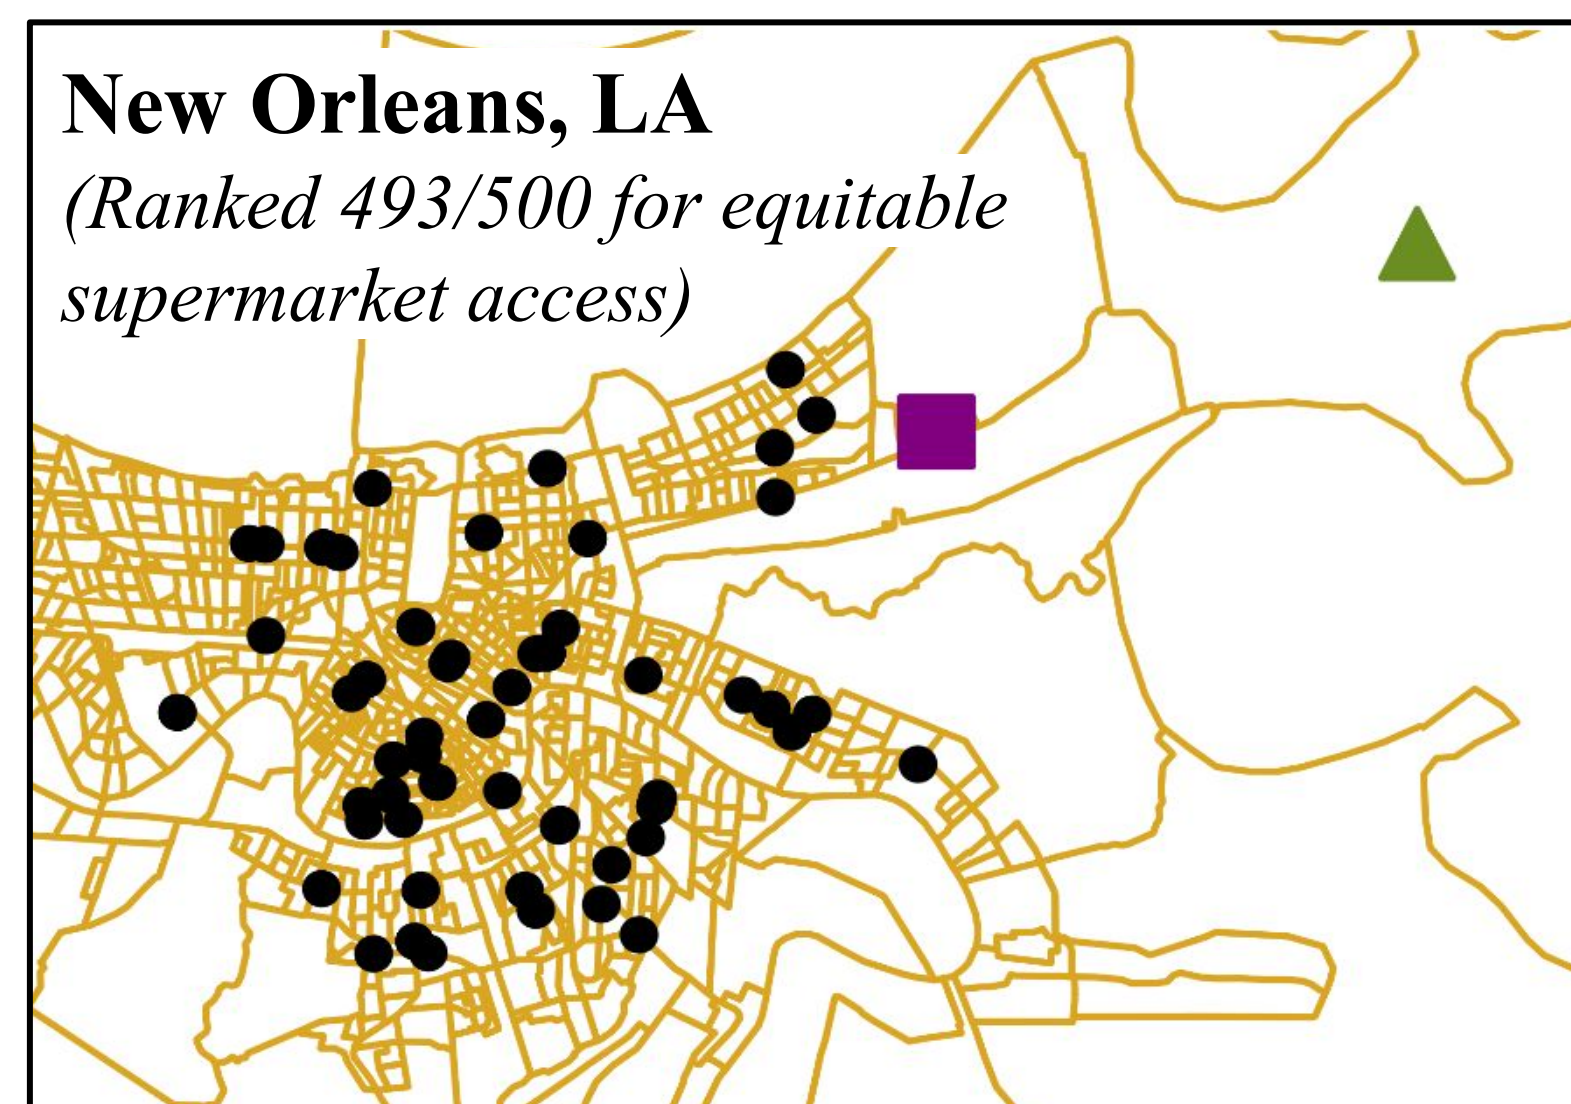 New Orleans, LA
(Ranked 493/500 for equitable
supermarket access)